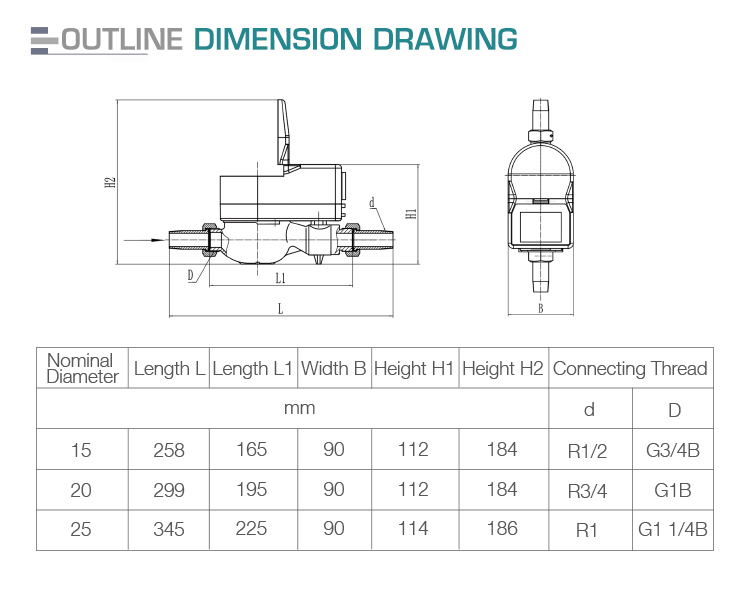 OUTLINE DIMENSION DRAWING
H2
H1
d
D
L1
L
B
Nominal Diameter Length L Length L1 Width B Height H1 Height H2 Connecting Thread
mm d D
15 258 165 90 112 184 R1/2 G3/4B
20 299 195 90 112 184 R3/4 G1B
25 345 225 90 114 186 R1 G1 1/4B